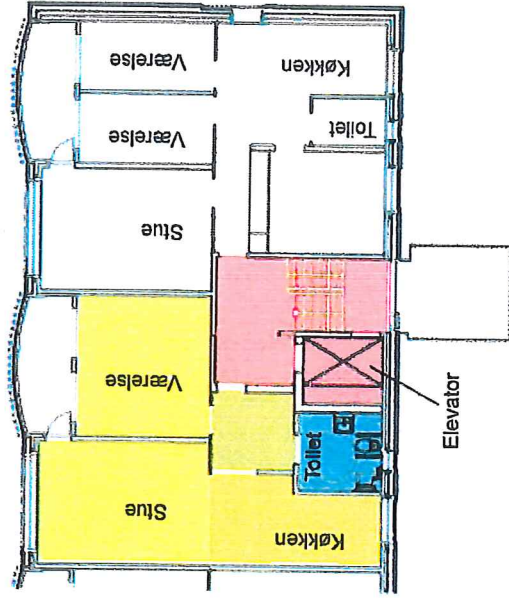 Værelse
Køkken
Værelse
Toilet
Stue
Værelse
Elevator
Toilet
Stue
Køkken